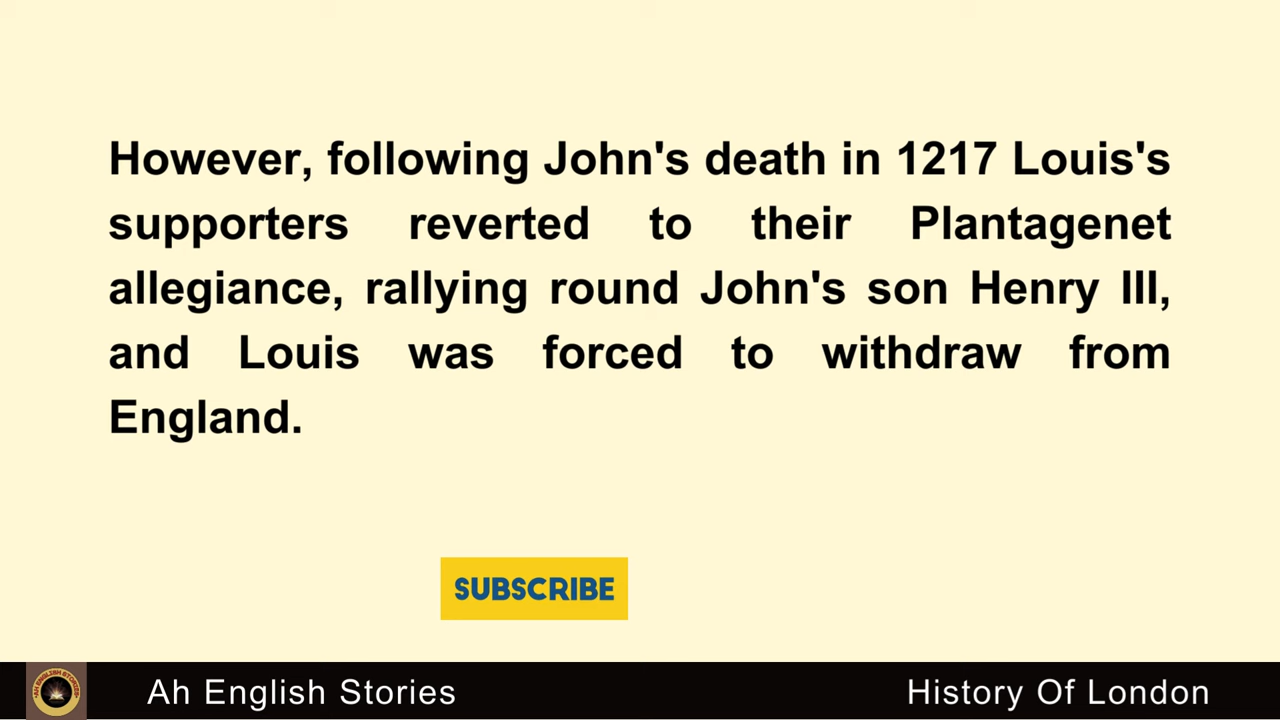 However, following John's death in 1217 Louis's
supporters reverted to their Plantagenet
allegiance, rallying round John's son Henry III,
and Louis was forced to withdraw from
England.
SUBSCRIBE
Ah English Stories
History Of London